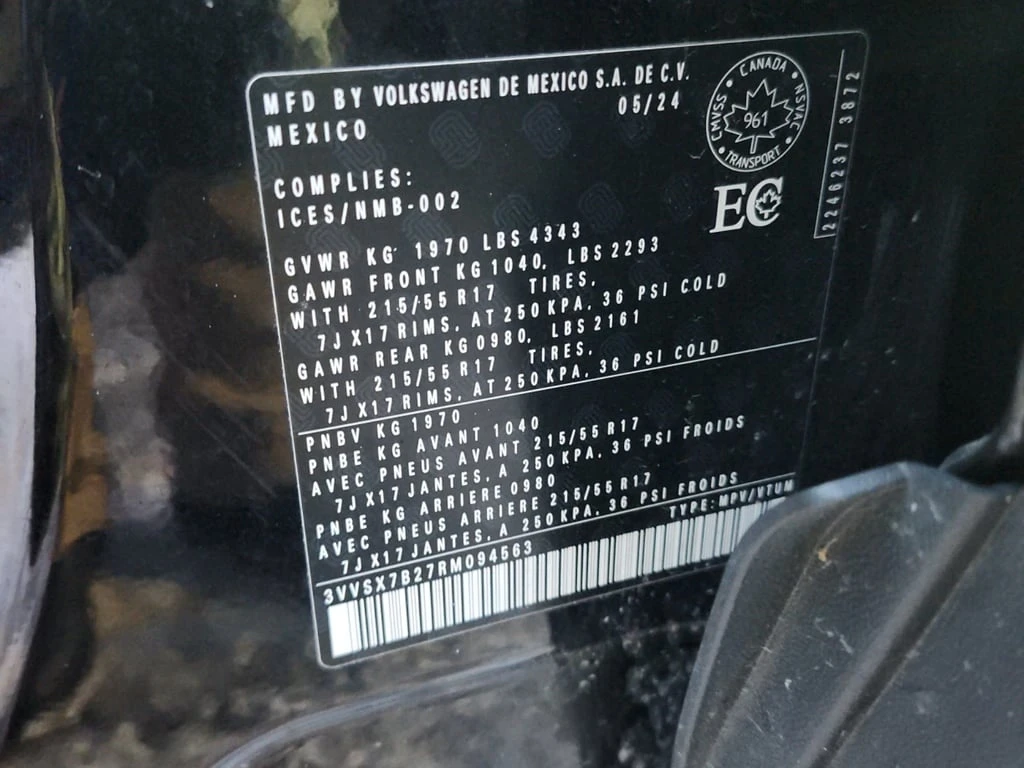 MFD BY VOLKSWAGEN DE MEXICO S.A. DE C.V.
MEXICO 05/24
CANADA
CMVSS NSVAC
961
TRANSPORT
EC
2246237 3872
COMPLIES:
ICES/NMB-002
GVWR KG 1970 LBS 4343
GAWR FRONT KG 1040, LBS 2293
WITH 215/55 R17 TIRES,
7J X17 RIMS, AT 250 KPA, 36 PSI COLD
GAWR REAR KG 0980, LBS 2161
WITH 215/55 R17 TIRES,
7J X17 RIMS, AT 250 KPA, 36 PSI COLD
PNBV KG 1970
PNBE KG AVANT 1040
AVEC PNEUS AVANT 215/55 R17
7J X17 JANTES, A 250 KPA, 36 PSI FROIDS
PNBE KG ARRIERE 0980
AVEC PNEUS ARRIERE 215/55 R17
7J X17 JANTES, A 250 KPA, 36 PSI FROIDS
3VVSX7B27RM094563 TYPE: MPV/VTUM